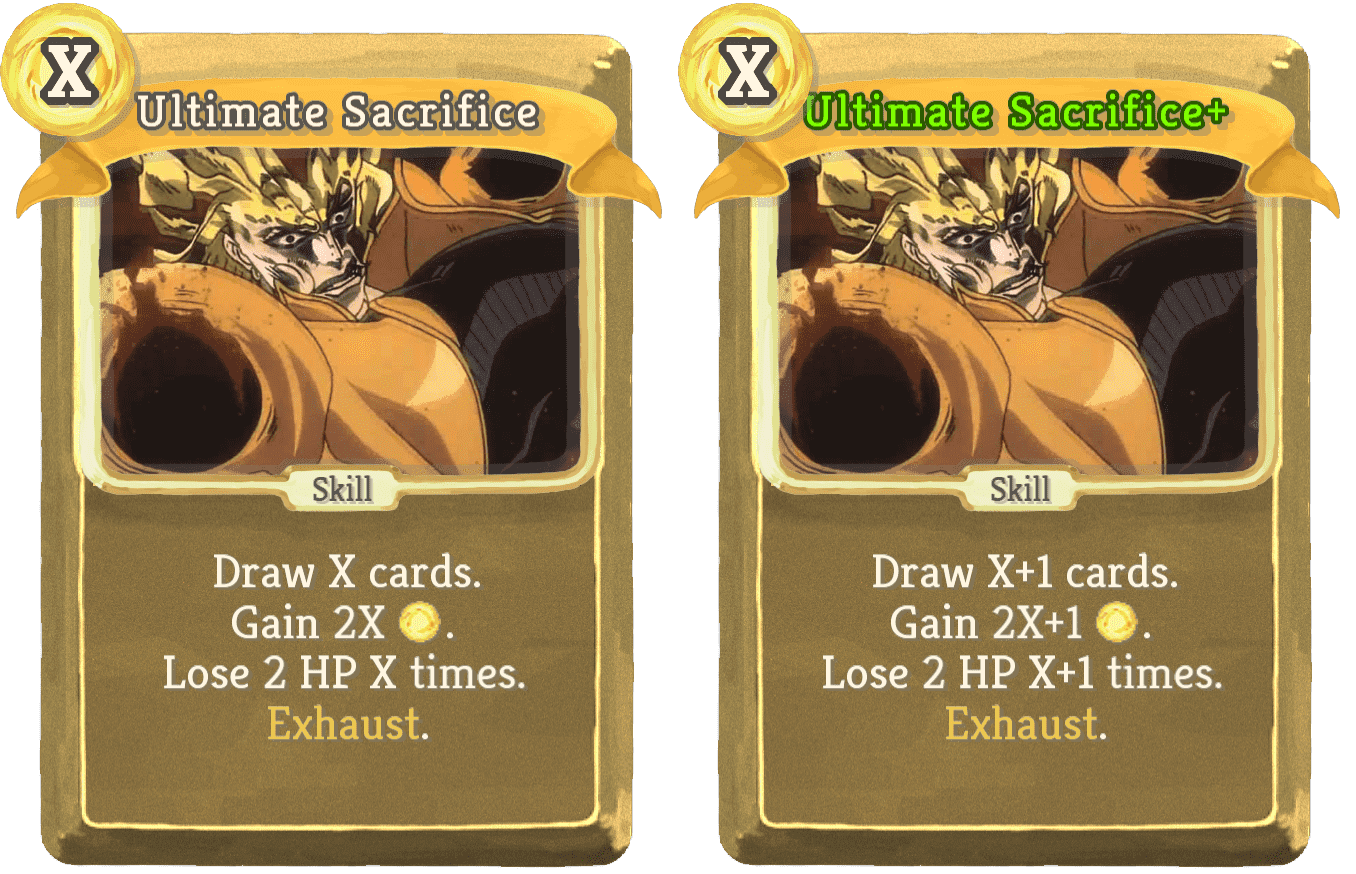 X
Ultimate Sacrifice
Skill
Draw X cards.
Gain 2X .
Lose 2 HP X times.
Exhaust.
X
Ultimate Sacrifice+
Skill
Draw X+1 cards.
Gain 2X+1 .
Lose 2 HP X+1 times.
Exhaust.